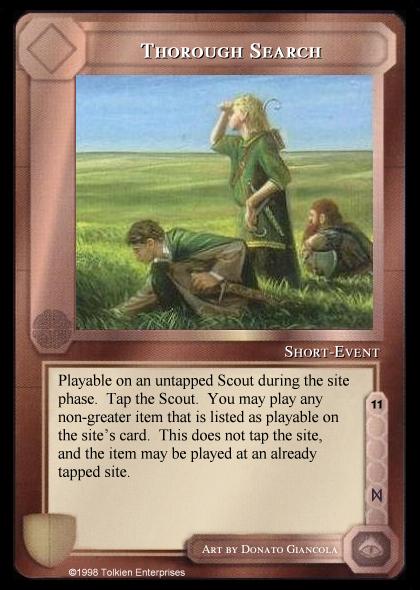 Thorough Search
Short-Event
Playable on an untapped Scout during the site
phase. Tap the Scout. You may play any
non-greater item that is listed as playable on
the site's card. This does not tap the site,
and the item may be played at an already
tapped site.
11
ᛞ
Art by Donato Giancola
©1998 Tolkien Enterprises